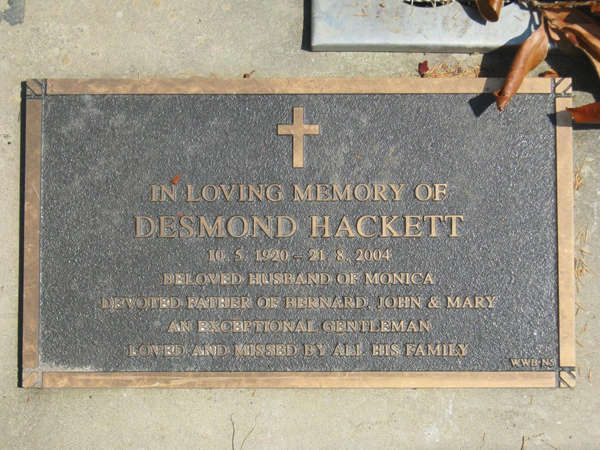 IN LOVING MEMORY OF
DESMOND HACKETT
10. 5. 1920 – 21. 8. 2004
BELOVED HUSBAND OF MONICA
DEVOTED FATHER OF BERNARD, JOHN & MARY
AN EXCEPTIONAL GENTLEMAN
LOVED AND MISSED BY ALL HIS FAMILY